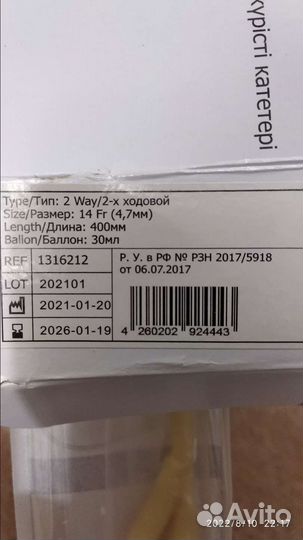 күрісті катетері
Type/Тип: 2 Way/2-х ходовой
Size/Размер: 14 Fr (4,7мм)
Length/Длина: 400мм
Ballon/Баллон: 30мл
REF 1316212
LOT 202101
2021-01-20
2026-01-19
Р. У. в РФ № РЗН 2017/5918
от 06.07.2017
4 260202 924443
2022/8/10 22:17
Avito